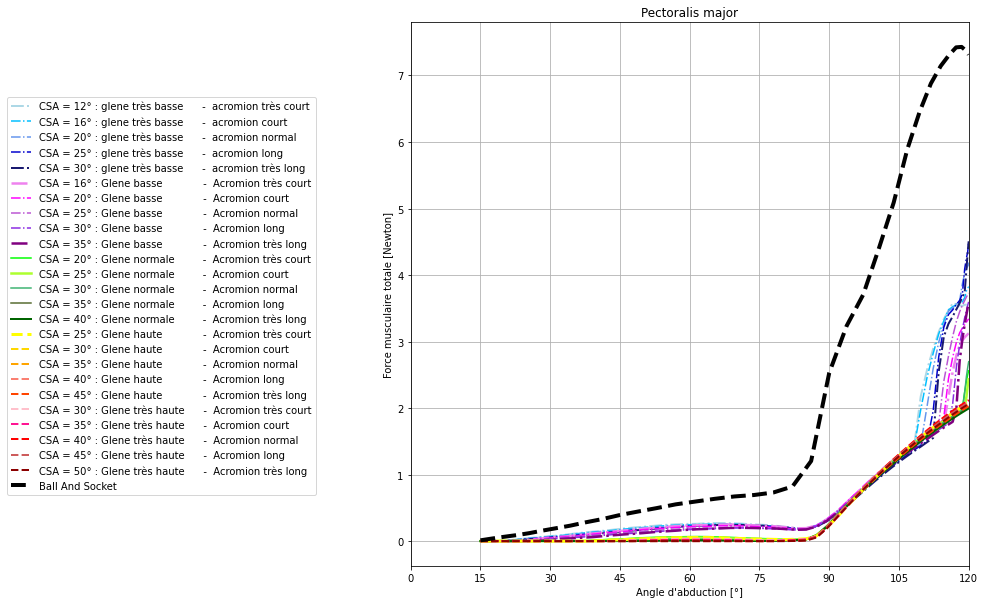 Pectoralis major
CSA = 12° : glene très basse - acromion très court
CSA = 16° : glene très basse - acromion court
CSA = 20° : glene très basse - acromion normal
CSA = 25° : glene très basse - acromion long
CSA = 30° : glene très basse - acromion très long
CSA = 16° : Glene basse - Acromion très court
CSA = 20° : Glene basse - Acromion court
CSA = 25° : Glene basse - Acromion normal
CSA = 30° : Glene basse - Acromion long
CSA = 35° : Glene basse - Acromion très long
CSA = 20° : Glene normale - Acromion très court
CSA = 25° : Glene normale - Acromion court
CSA = 30° : Glene normale - Acromion normal
CSA = 35° : Glene normale - Acromion long
CSA = 40° : Glene normale - Acromion très long
CSA = 25° : Glene haute - Acromion très court
CSA = 30° : Glene haute - Acromion court
CSA = 35° : Glene haute - Acromion normal
CSA = 40° : Glene haute - Acromion long
CSA = 45° : Glene haute - Acromion très long
CSA = 30° : Glene très haute - Acromion très court
CSA = 35° : Glene très haute - Acromion court
CSA = 40° : Glene très haute - Acromion normal
CSA = 45° : Glene très haute - Acromion long
CSA = 50° : Glene très haute - Acromion très long
Ball And Socket
Force musculaire totale [Newton]
7
6
5
4
3
2
1
0
0 15 30 45 60 75 90 105 120
Angle d'abduction [°]